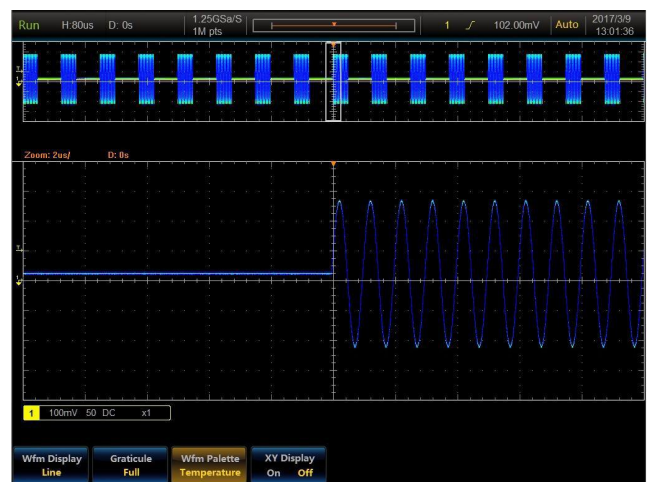 Run H:80us D: 0s 1.25GSa/S 1M pts 1 102.00mV Auto 2017/3/9 13:01:36
Zoom: 2us/ D: 0s
1 100mV 50 DC x1
Wfm Display Graticule Wfm Palette XY Display
Line Full Temperature On Off